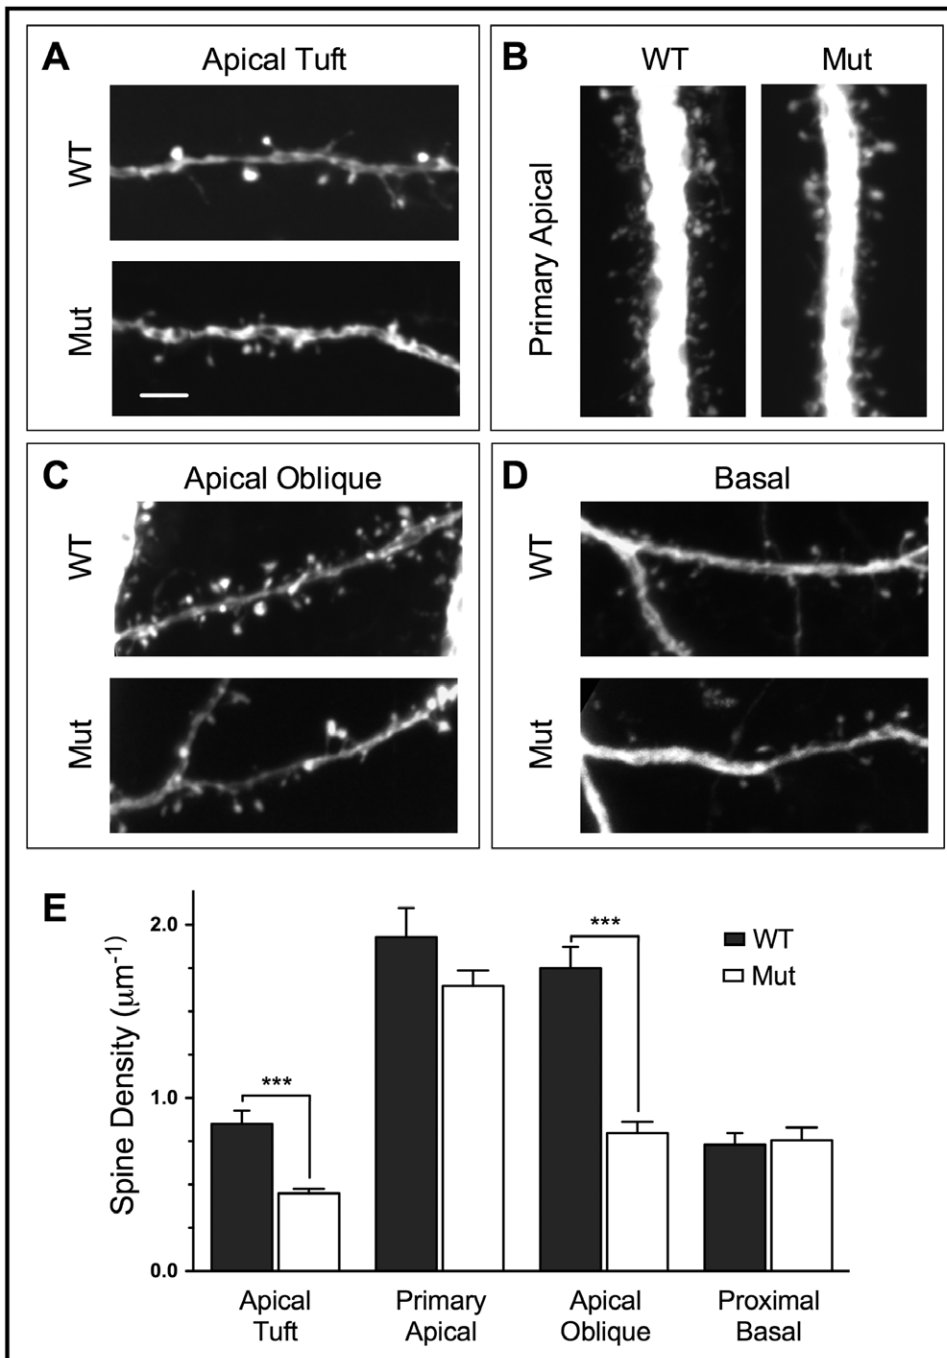 A
Apical Tuft
WT
Mut
B
WT
Mut
Primary Apical
C
Apical Oblique
WT
Mut
D
Basal
WT
Mut
E
Spine Density (μm⁻¹)
2.0
1.0
0.0
***
***
WT
Mut
Apical
Tuft
Primary
Apical
Apical
Oblique
Proximal
Basal